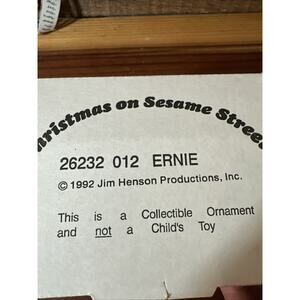 Christmas on Sesame Street
26232 012 ERNIE
© 1992 Jim Henson Productions, Inc.
This is a Collectible Ornament
and not a Child's Toy